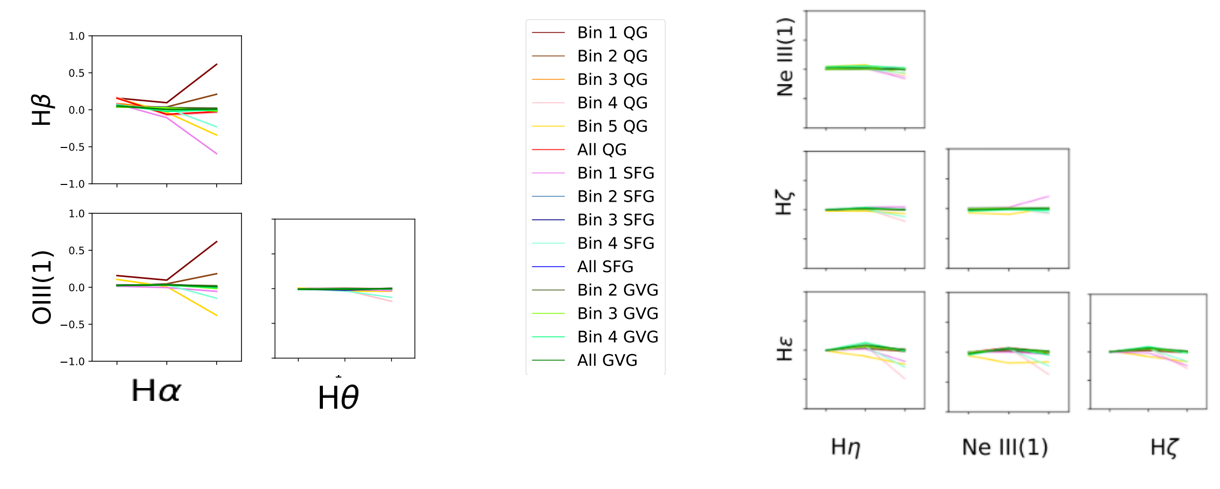 Hβ
1.0
0.5
0.0
−0.5
−1.0
OIII(1)
1.0
0.5
0.0
−0.5
−1.0
Hα
Hθ
Bin 1 QG
Bin 2 QG
Bin 3 QG
Bin 4 QG
Bin 5 QG
All QG
Bin 1 SFG
Bin 2 SFG
Bin 3 SFG
Bin 4 SFG
All SFG
Bin 2 GVG
Bin 3 GVG
Bin 4 GVG
All GVG
Ne III(1)
Hζ
Hε
Hη
Ne III(1)
Hζ